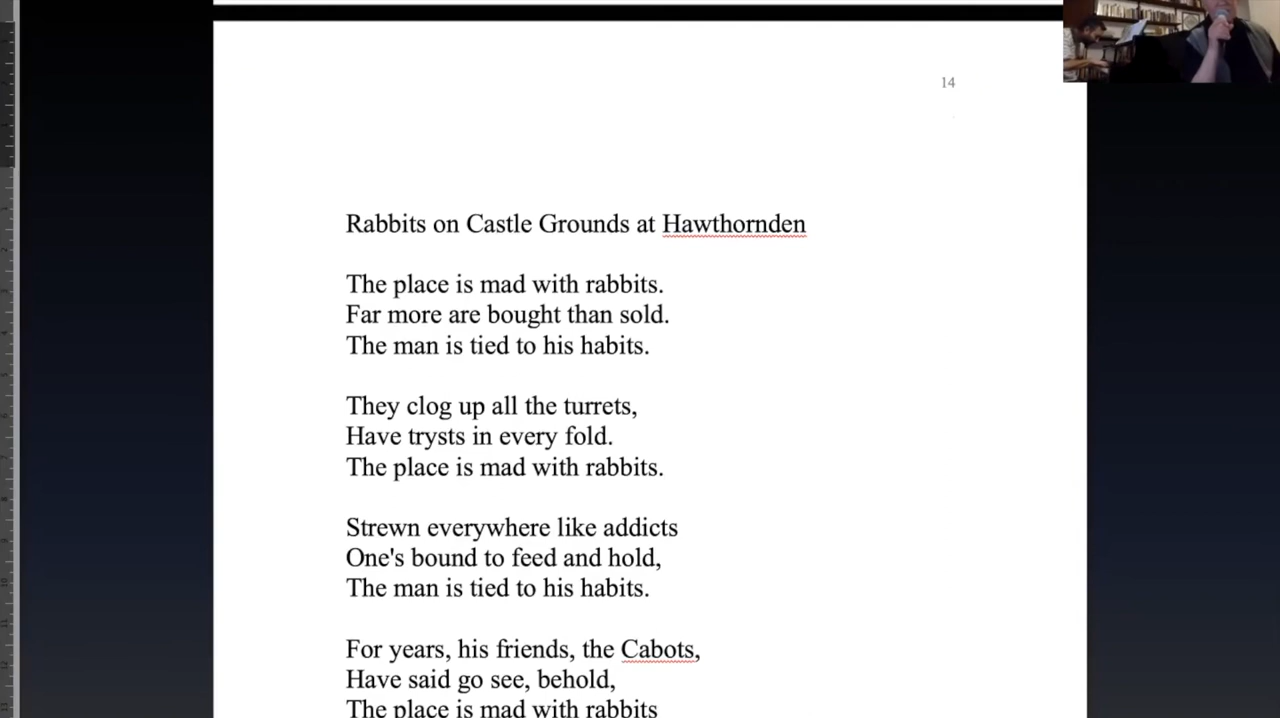 14
Rabbits on Castle Grounds at Hawthornden
The place is mad with rabbits.
Far more are bought than sold.
The man is tied to his habits.
They clog up all the turrets,
Have trysts in every fold.
The place is mad with rabbits.
Strewn everywhere like addicts
One's bound to feed and hold,
The man is tied to his habits.
For years, his friends, the Cabots,
Have said go see, behold,
The place is mad with rabbits